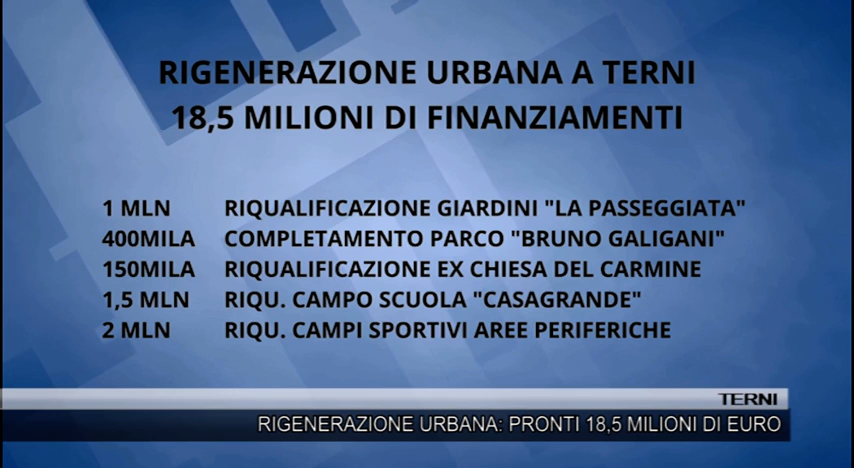 RIGENERAZIONE URBANA A TERNI
18,5 MILIONI DI FINANZIAMENTI
1 MLN RIQUALIFICAZIONE GIARDINI "LA PASSEGGIATA"
400MILA COMPLETAMENTO PARCO "BRUNO GALIGANI"
150MILA RIQUALIFICAZIONE EX CHIESA DEL CARMINE
1,5 MLN RIQU. CAMPO SCUOLA "CASAGRANDE"
2 MLN RIQU. CAMPI SPORTIVI AREE PERIFERICHE
TERNI
RIGENERAZIONE URBANA: PRONTI 18,5 MILIONI DI EURO